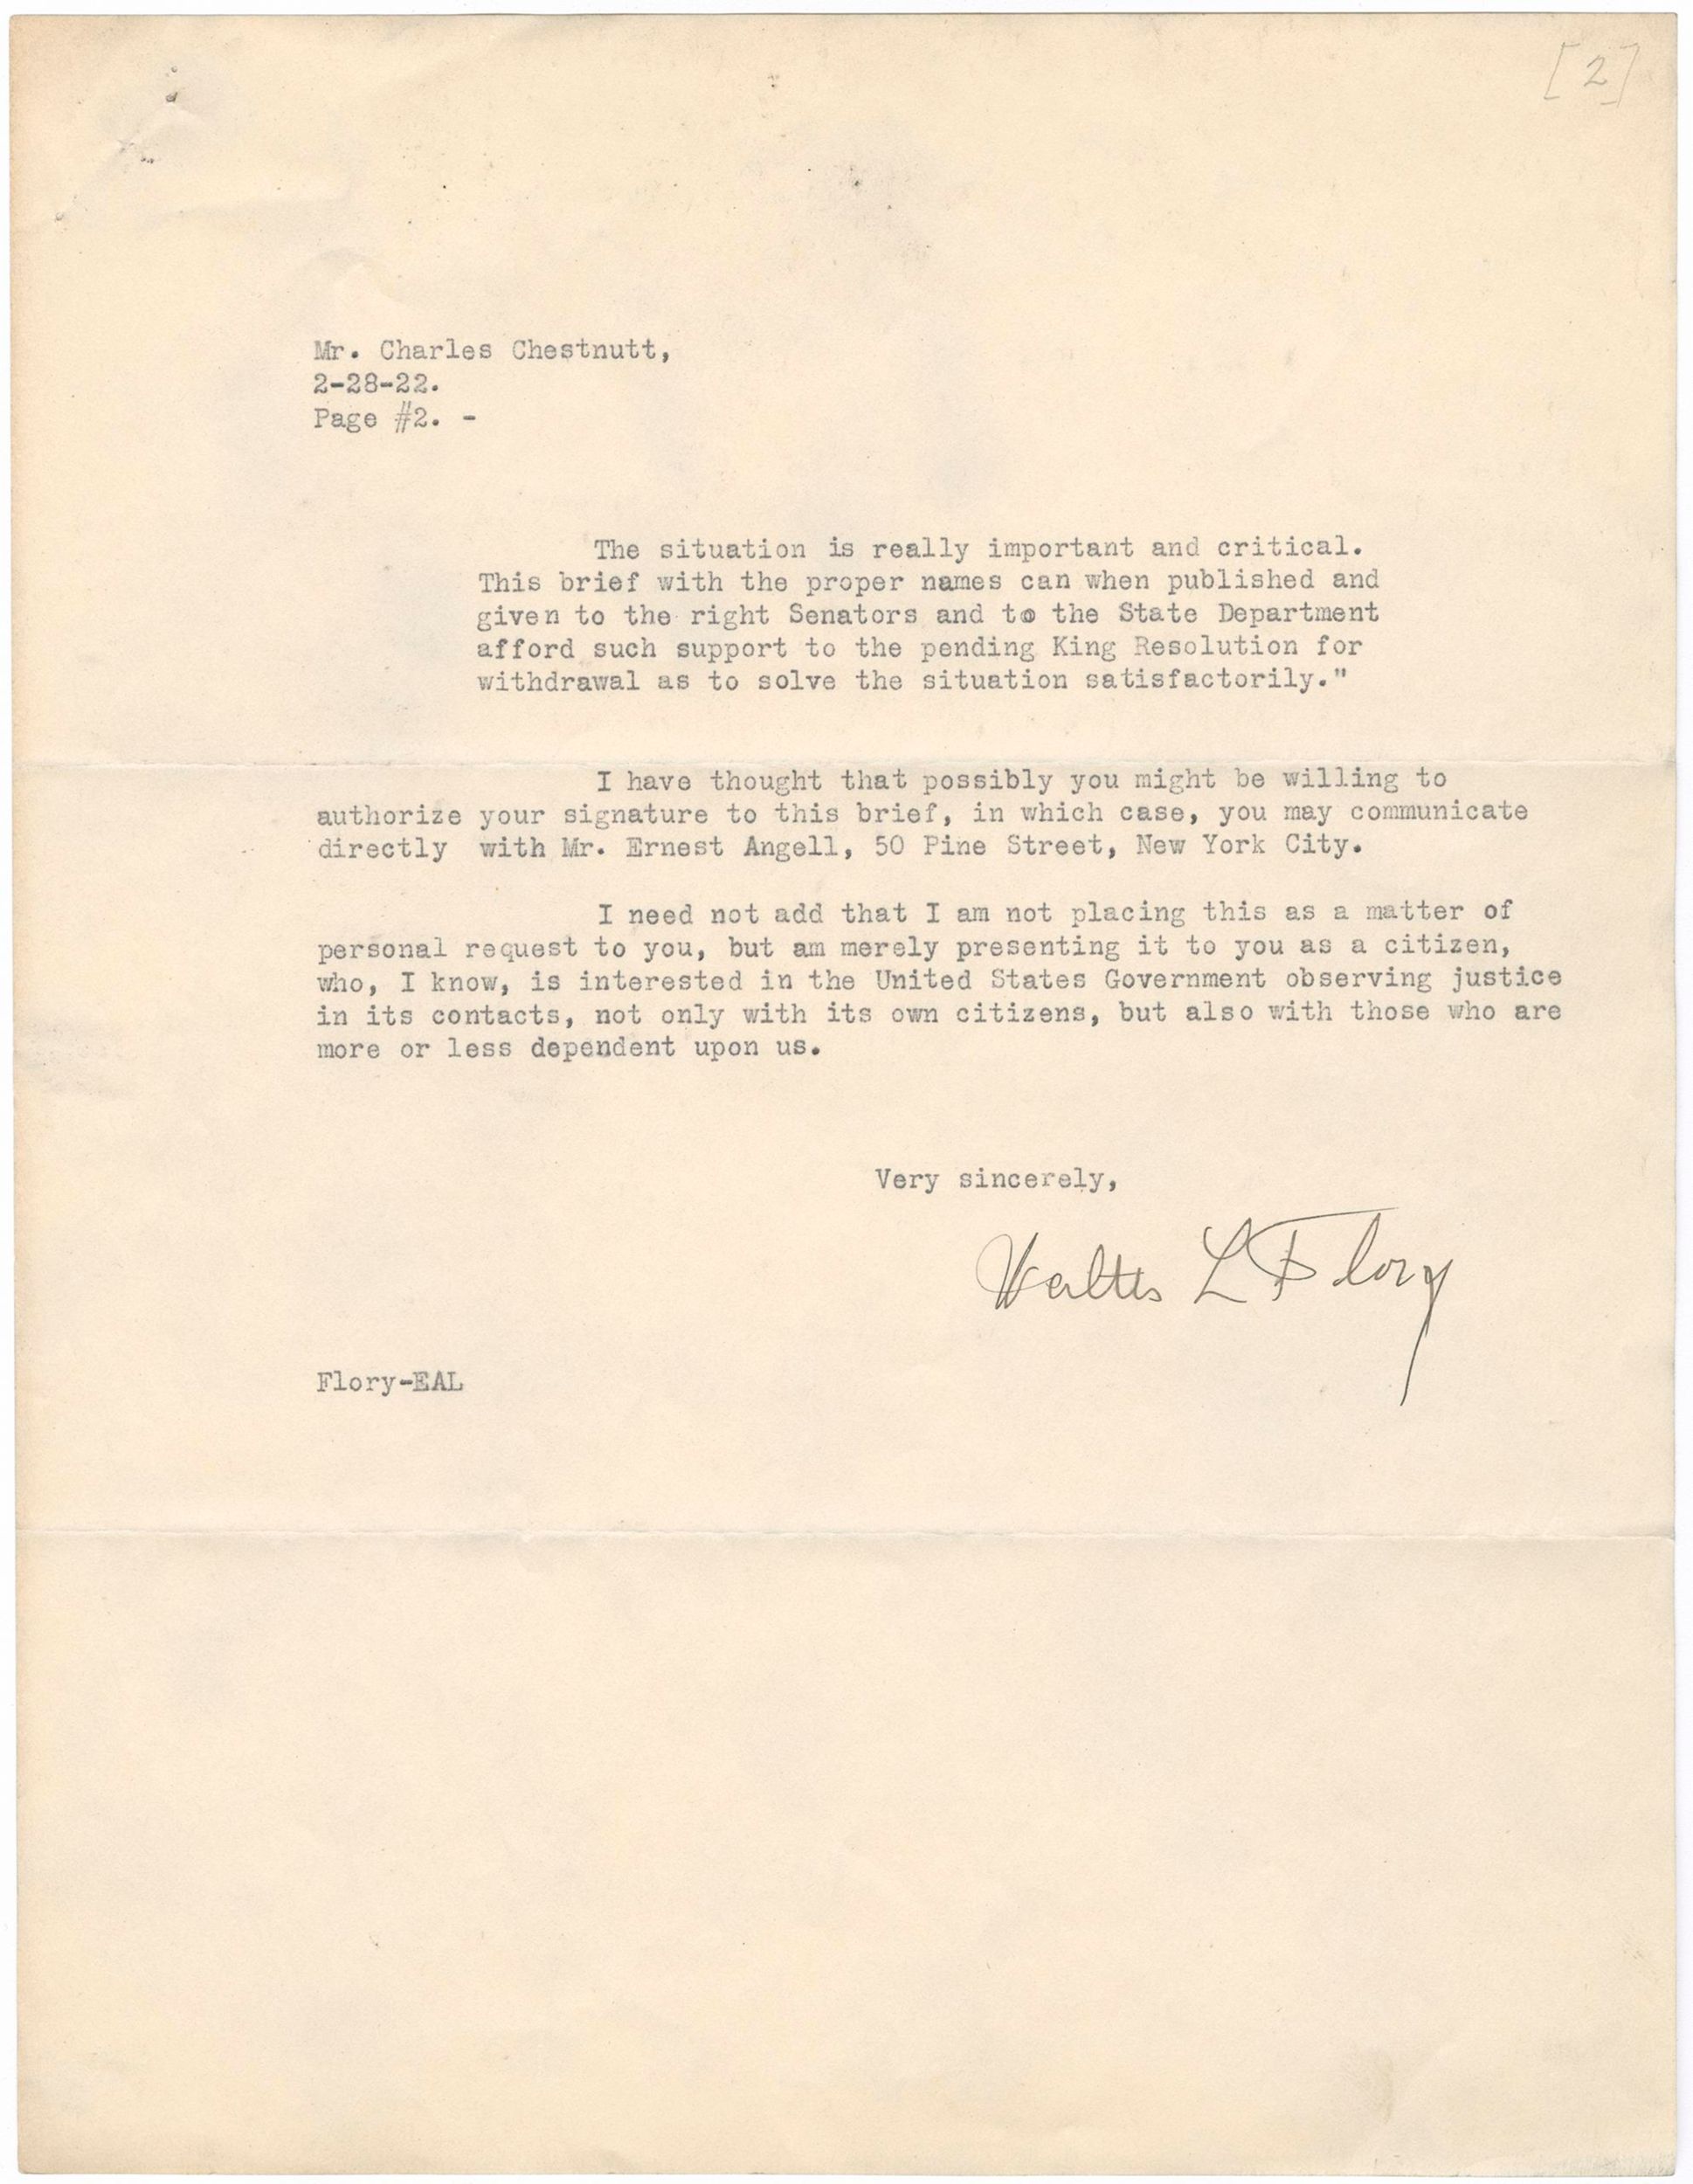 [2]
Mr. Charles Chestnutt,
2-28-22.
Page #2. -
The situation is really important and critical.
This brief with the proper names can when published and
given to the right Senators and to the State Department
afford such support to the pending King Resolution for
withdrawal as to solve the situation satisfactorily."
I have thought that possibly you might be willing to
authorize your signature to this brief, in which case, you may communicate
directly with Mr. Ernest Angell, 50 Pine Street, New York City.
I need not add that I am not placing this as a matter of
personal request to you, but am merely presenting it to you as a citizen,
who, I know, is interested in the United States Government observing justice
in its contacts, not only with its own citizens, but also with those who are
more or less dependent upon us.
Very sincerely,
Walter L Flory
Flory-EAL